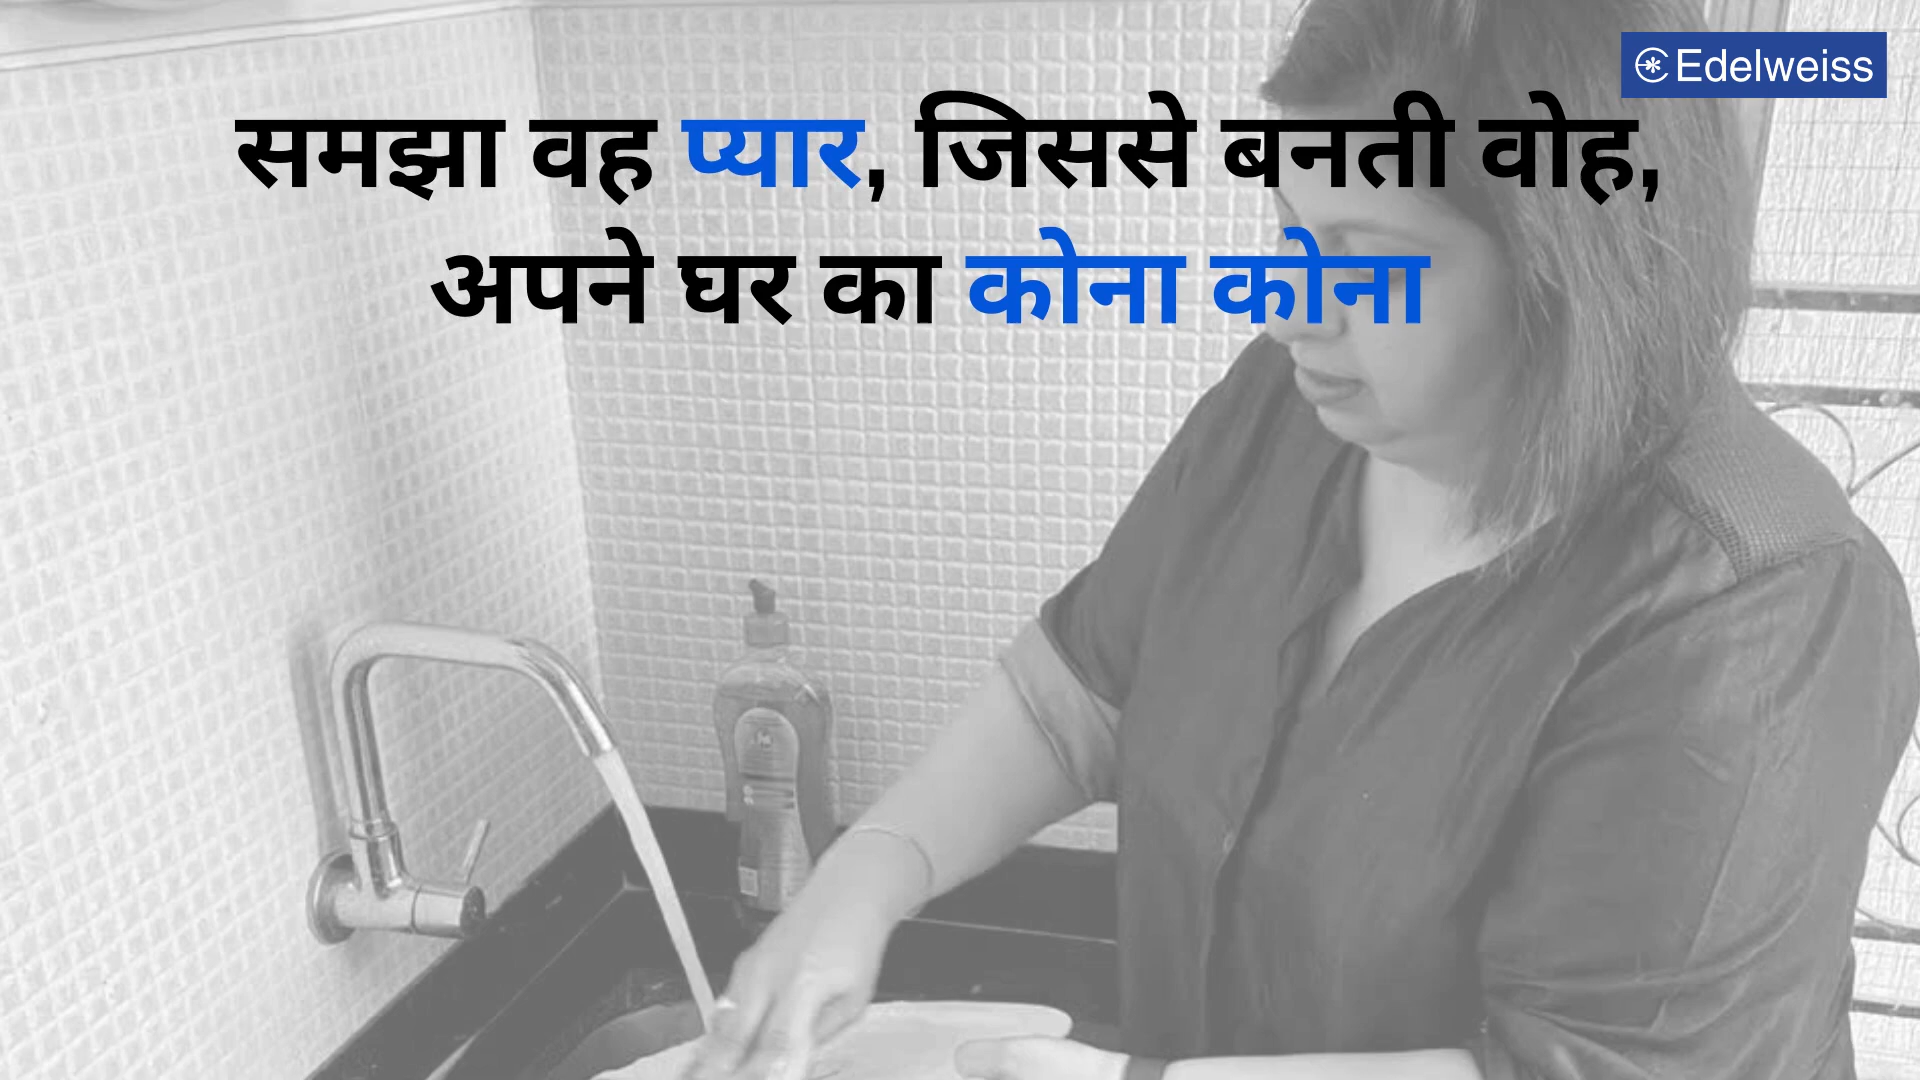 Edelweiss
समझा वह प्यार, जिससे बनती वोह,
अपने घर का कोना कोना